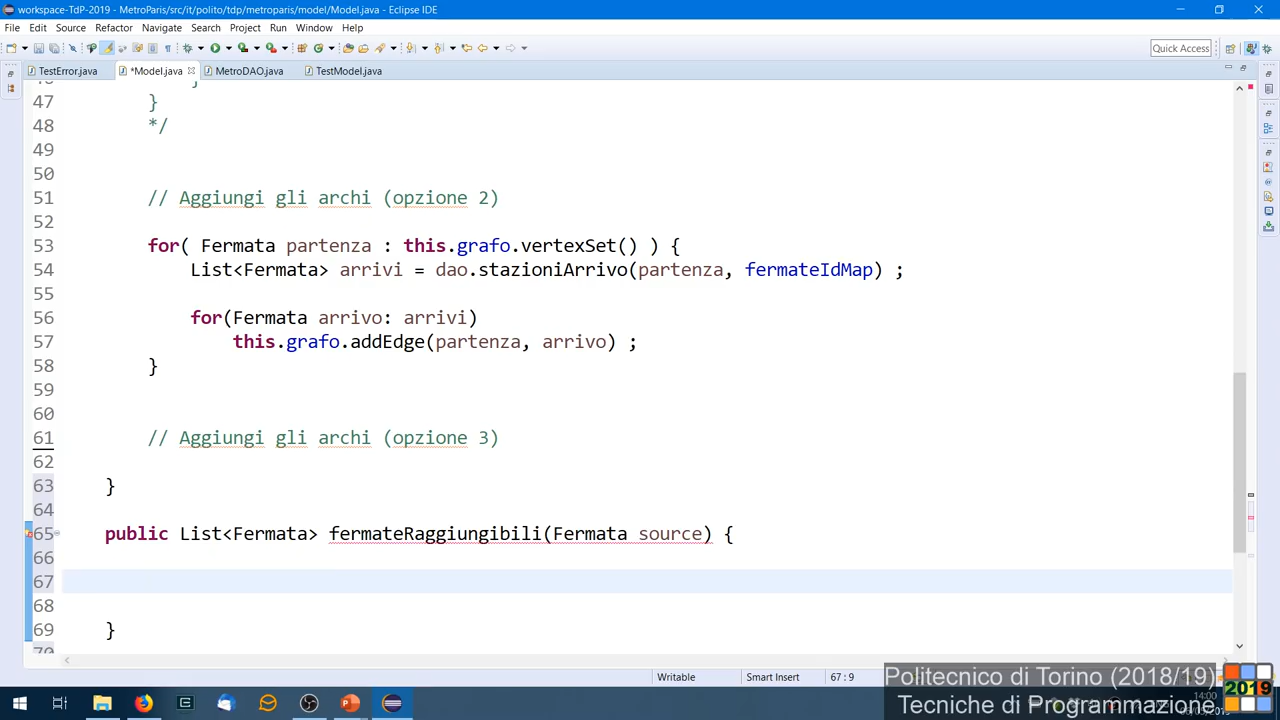 workspace-TdP-2019 - MetroParis/src/it/polito/tdp/metroparis/model/Model.java - Eclipse IDE
File Edit Source Refactor Navigate Search Project Run Window Help
Quick Access
TestError.java *Model.java MetroDAO.java TestModel.java
46 }
47 }
48 */
49
50
51 // Aggiungi gli archi (opzione 2)
52
53 for( Fermata partenza : this.grafo.vertexSet() ) {
54 List<Fermata> arrivi = dao.stazioniArrivo(partenza, fermateIdMap) ;
55
56 for(Fermata arrivo: arrivi)
57 this.grafo.addEdge(partenza, arrivo) ;
58 }
59
60
61 // Aggiungi gli archi (opzione 3)
62
63 }
64
65 public List<Fermata> fermateRaggiungibili(Fermata source) {
66
67
68
69 }
70
Writable Smart Insert 67 : 9
Politecnico di Torino (2018/19)
Tecniche di Programmazione
2019
14:00